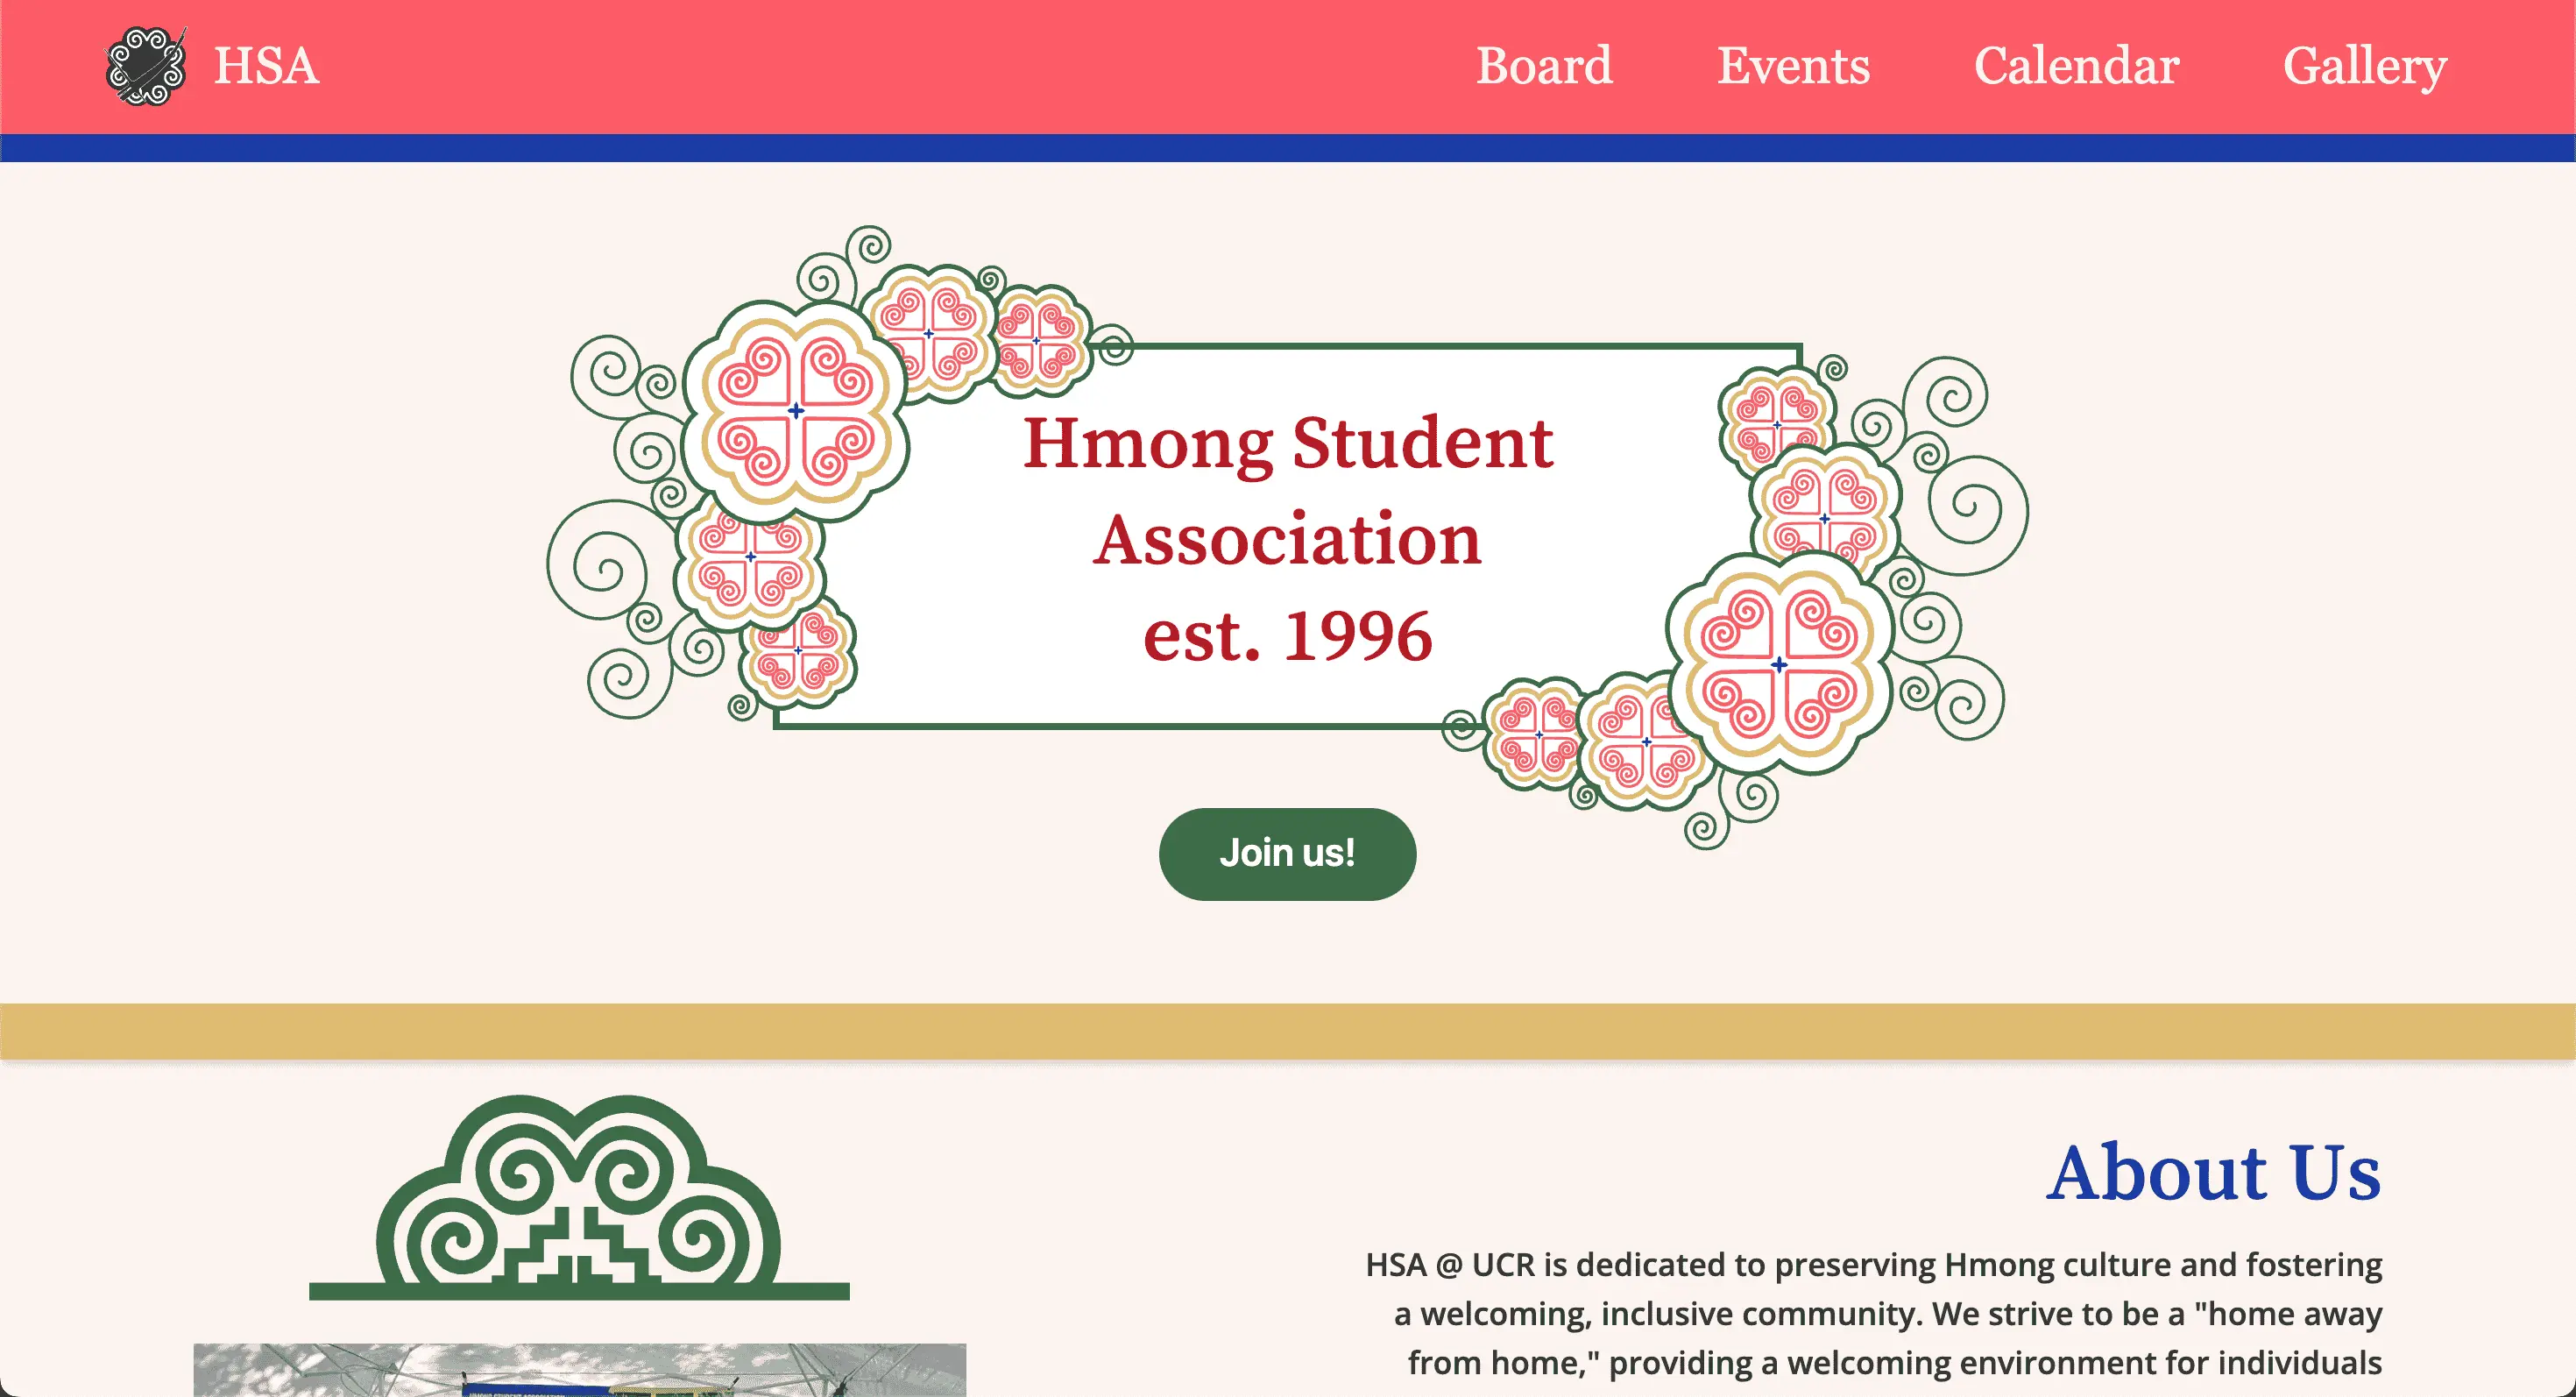 HSA
Board
Events
Calendar
Gallery
Hmong Student
Association
est. 1996
Join us!
About Us
HSA @ UCR is dedicated to preserving Hmong culture and fostering
a welcoming, inclusive community. We strive to be a "home away
from home," providing a welcoming environment for individuals